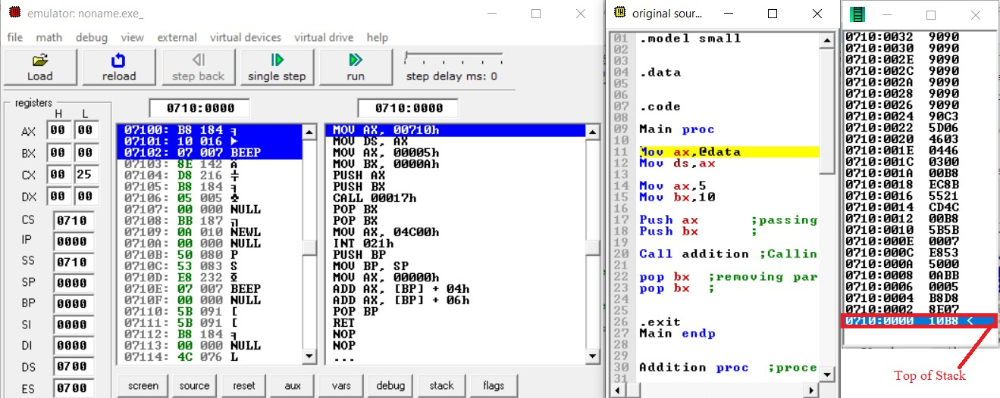 emulator: noname.exe_
file math debug view external virtual devices virtual drive help
Load reload step back single step run step delay ms: 0
registers
H L
AX 00 00
BX 00 00
CX 00 25
DX 00 00
CS 0710
IP 0000
SS 0710
SP 0000
BP 0000
SI 0000
DI 0000
DS 0700
ES 0700
0710:0000
07100: B8 184 ╕
07101: 10 016 ►
07102: 07 007 BEEP
07103: 8E 142 Ä
07104: D8 216 ╪
07105: B8 184 ╕
07106: 05 005 ♣
07107: 00 000 NULL
07108: BB 187 ╗
07109: 0A 010 NEWL
0710A: 00 000 NULL
0710B: 50 080 P
0710C: 53 083 S
0710D: E8 232
0710E: 07 007 BEEP
0710F: 00 000 NULL
07110: 5B 091 [
07111: 5B 091 [
07112: B8 184 ╕
07113: 00 000 NULL
07114: 4C 076 L
0710:0000
MOV AX, 00710h
MOV DS, AX
MOV AX, 00005h
MOV BX, 0000Ah
PUSH AX
PUSH BX
CALL 00017h
POP BX
POP BX
MOV AX, 04C00h
INT 021h
PUSH BP
MOV BP, SP
MOV AX, 00000h
ADD AX, [BP] + 04h
ADD AX, [BP] + 06h
POP BP
RET
NOP
NOP
...
screen source reset aux vars debug stack flags
original sour...
01 .model small
02
03
04 .data
05
06
07 .code
08
09 Main proc
10
11 Mov ax,@data
12 Mov ds,ax
13
14 Mov ax,5
15 Mov bx,10
16
17 Push ax ;passing
18 Push bx ;
19
20 Call addition ;Callin
21
22 pop bx ;removing par
23 pop bx ;
24
25
26 .exit
27 Main endp
28
29
30 Addition proc ;proce
31
0710:0032 9090
0710:0030 9090
0710:002E 9090
0710:002C 9090
0710:002A 9090
0710:0028 9090
0710:0026 9090
0710:0024 90C3
0710:0022 5D06
0710:0020 4603
0710:001E 0446
0710:001C 0300
0710:001A 00B8
0710:0018 EC8B
0710:0016 5521
0710:0014 CD4C
0710:0012 00B8
0710:0010 5B5B
0710:000E 0007
0710:000C E853
0710:000A 5000
0710:0008 0ABB
0710:0006 0005
0710:0004 B8D8
0710:0002 8E07
0710:0000 10B8 <
Top of Stack